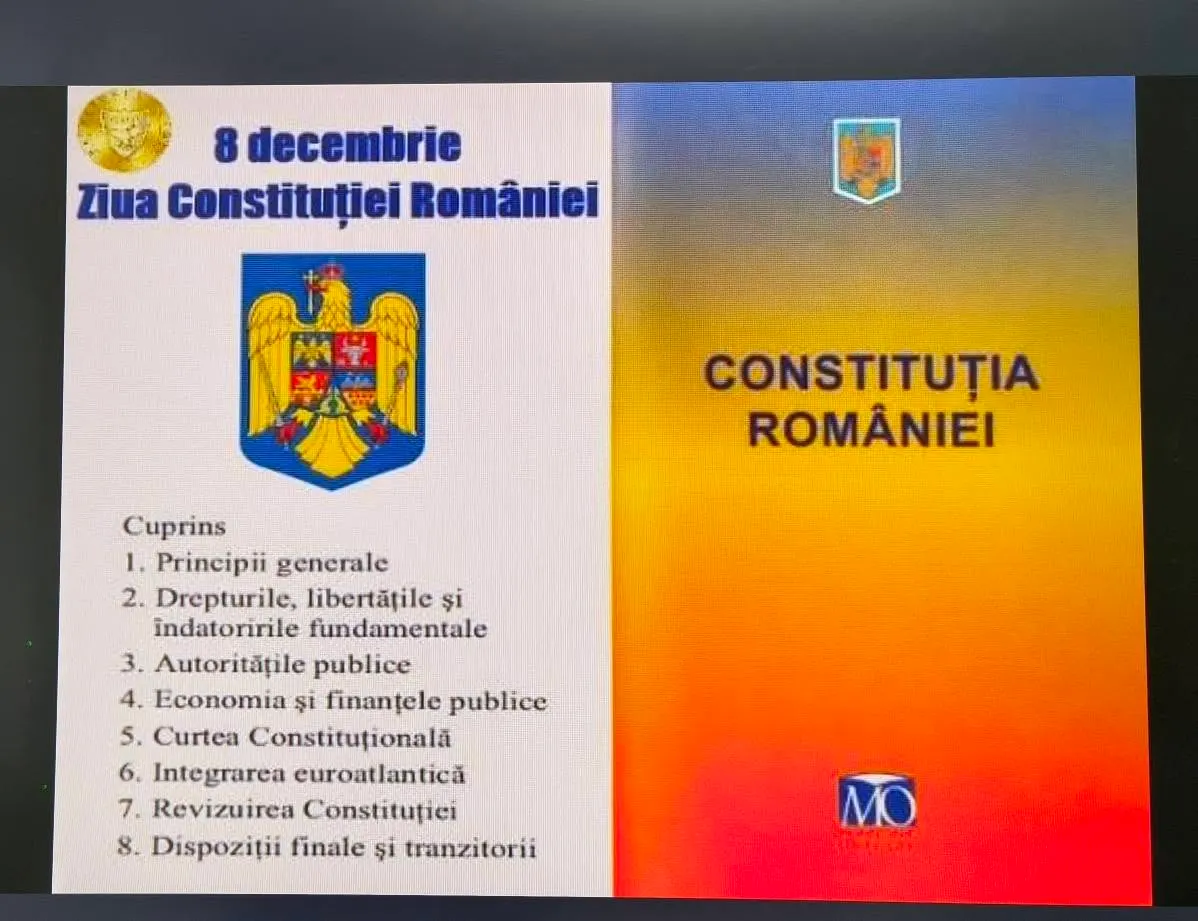 8 decembrie
Ziua Constituției României
Cuprins
1. Principii generale
2. Drepturile, libertățile și
îndatoririle fundamentale
3. Autoritățile publice
4. Economia și finanțele publice
5. Curtea Constituțională
6. Integrarea euroatlantică
7. Revizuirea Constituției
8. Dispoziții finale și tranzitorii
CONSTITUȚIA
ROMÂNIEI
MO